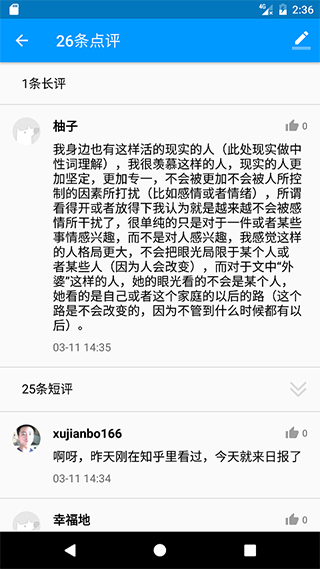 4G 2:36
26条点评
1条长评
柚子
0
我身边也有这样活的现实的人（此处现实做中
性词理解），我很羡慕这样的人，现实的人更
加坚定，更加专一，不会被更加不会被人所控
制的因素所打扰（比如感情或者情绪），所谓
看得开或者放得下我认为就是越来越不会被感
情所干扰了，很单纯的只是对于一件或者某些
事情感兴趣，而不是对人感兴趣，我感觉这样
的人格局更大，不会把眼光局限于某个人或
者某些人（因为人会改变），而对于文中“外
婆”这样的人，她的眼光看的不会是某个人，
她看的是自己或者这个家庭的以后的路（这个
路是不会改变的，因为不管到什么时候都有以
后）。
03-11 14:35
25条短评
xujianbo166
0
啊呀，昨天刚在知乎里看过，今天就来日报了
03-11 14:34
幸福地
0